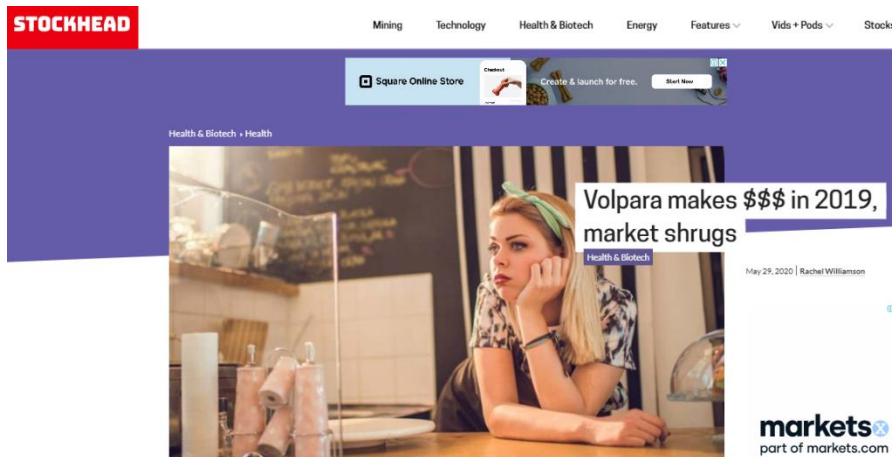 STOCKHEAD
Mining Technology Health & Biotech Energy Features Vids + Pods Stocks
Square Online Store
Checkout
Create & launch for free.
Start Now
Health & Biotech › Health
Volpara makes $$$ in 2019,
market shrugs
Health & Biotech
May 29, 2020 | Rachel Williamson
markets x
part of markets.com